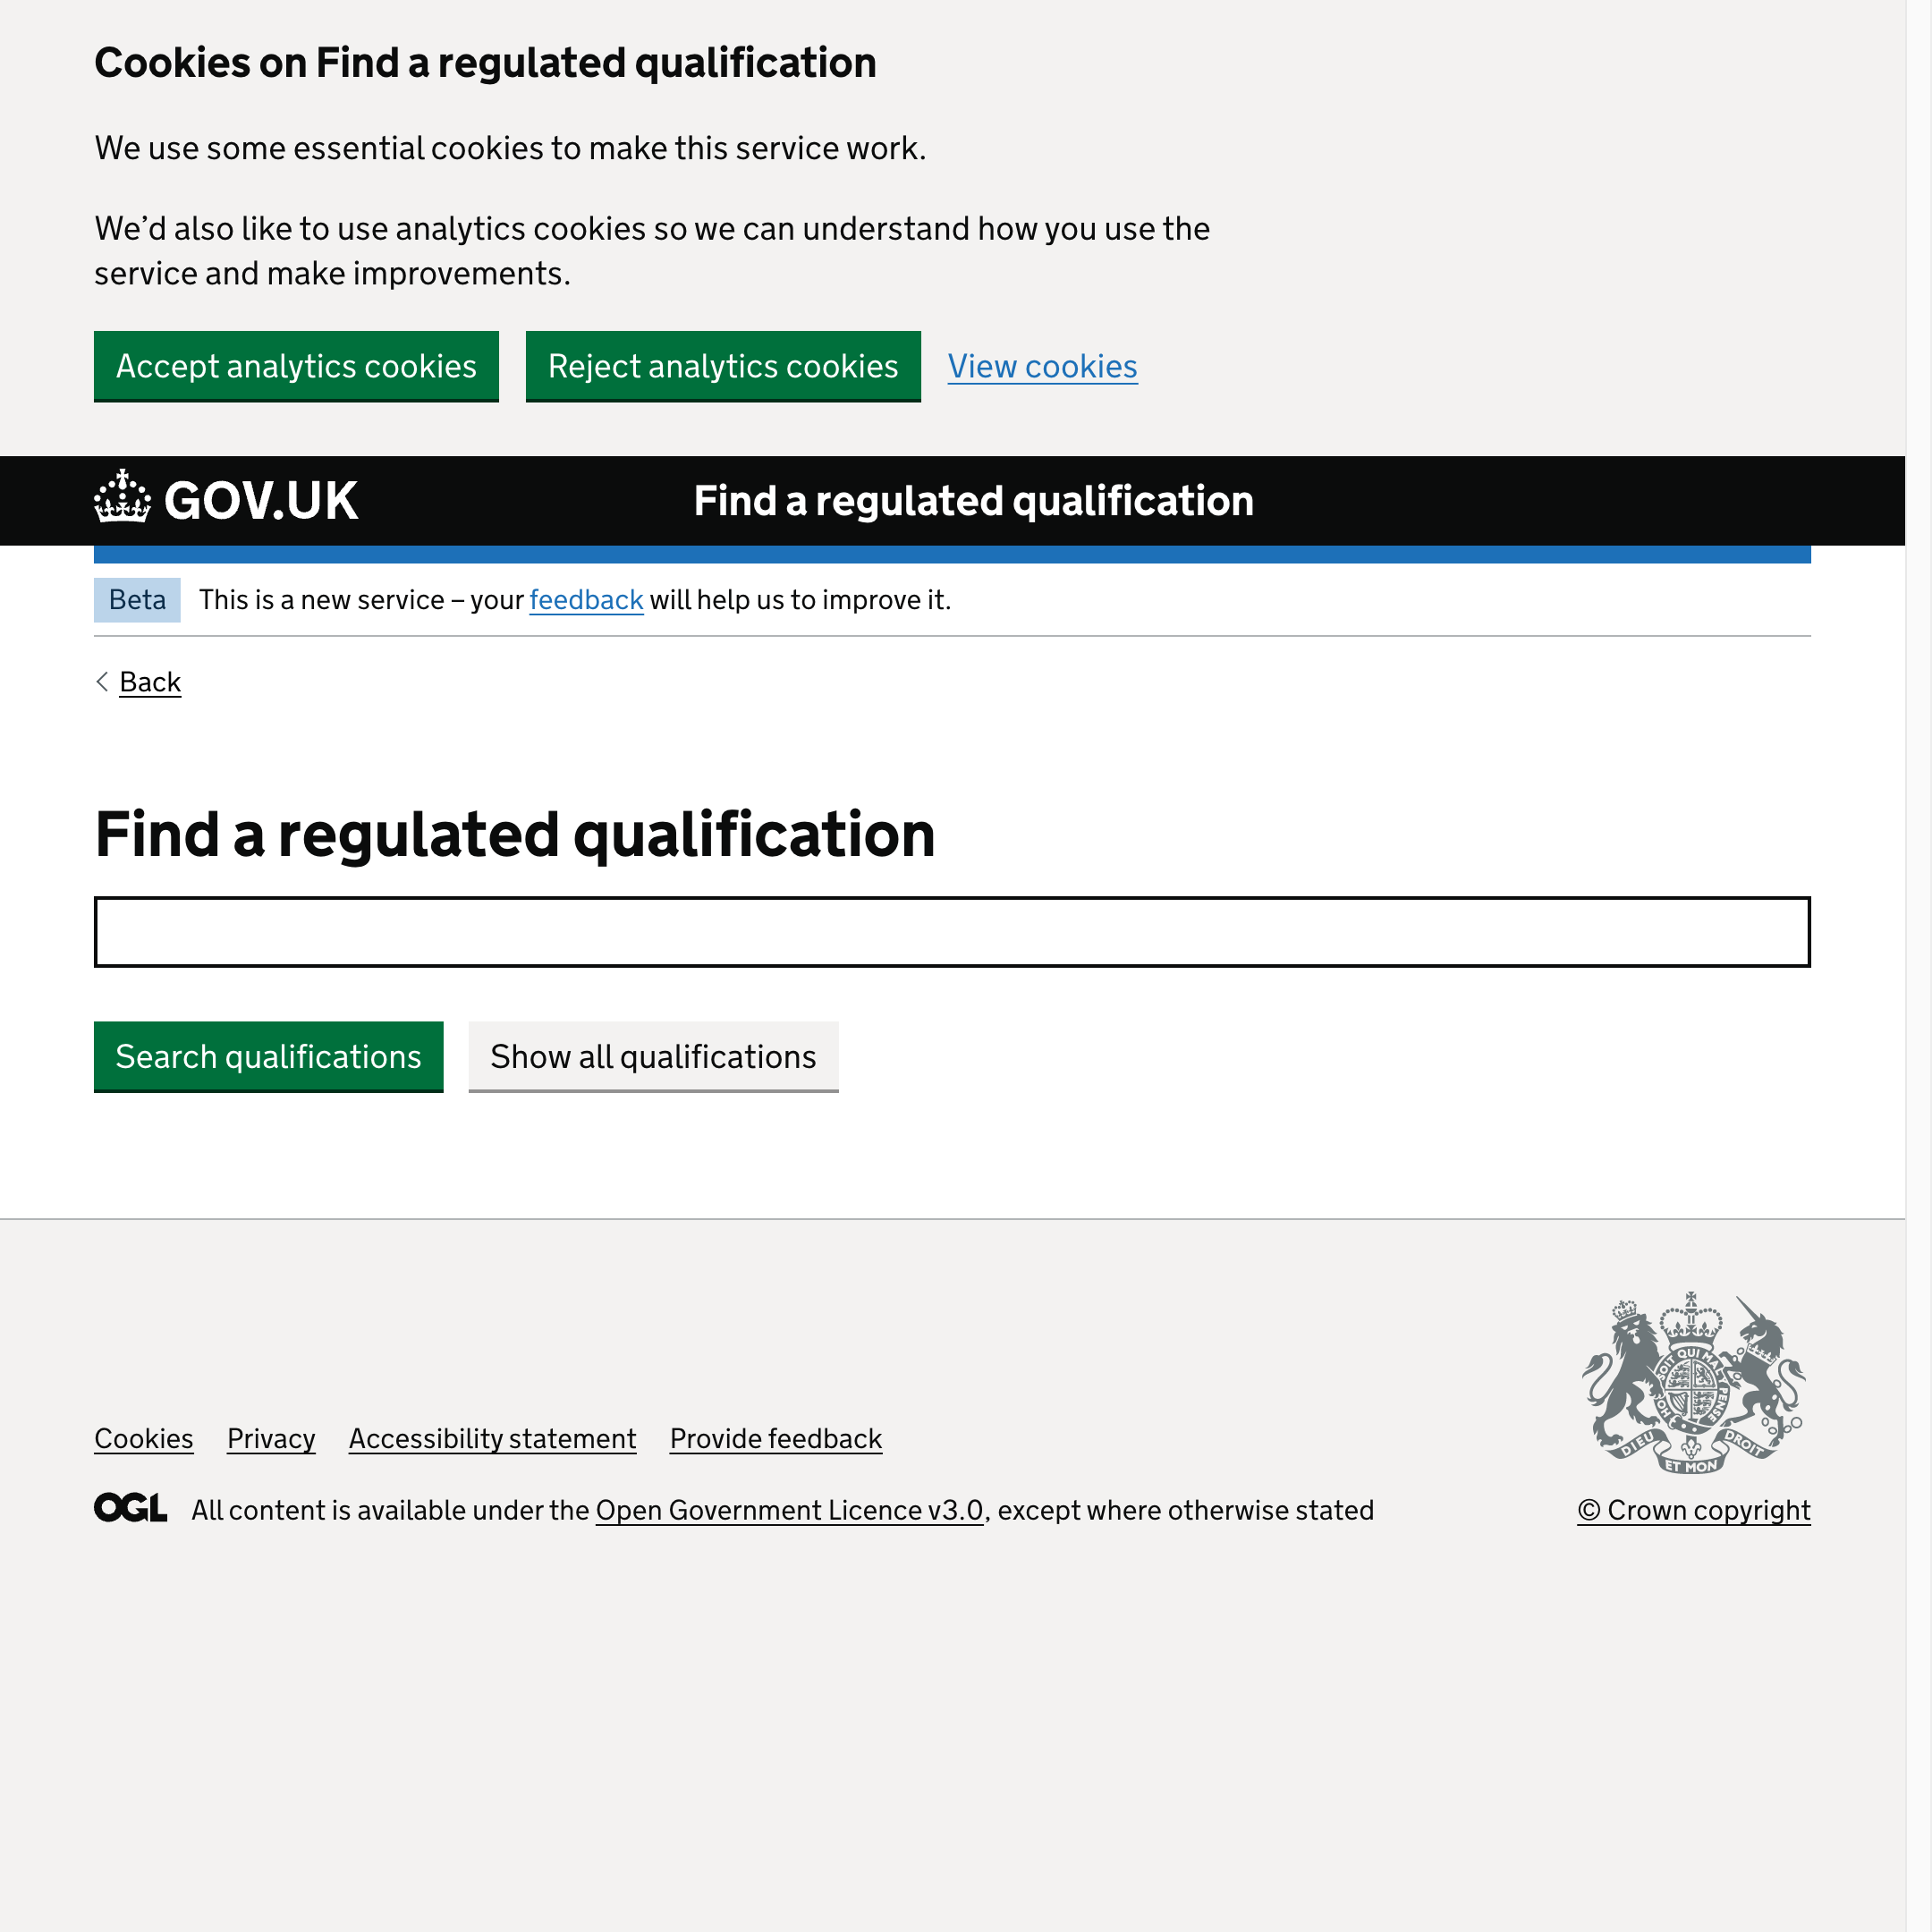 Cookies on Find a regulated qualification
We use some essential cookies to make this service work.
We’d also like to use analytics cookies so we can understand how you use the
service and make improvements.
Accept analytics cookies Reject analytics cookies View cookies
GOV.UK Find a regulated qualification
Beta This is a new service – your feedback will help us to improve it.
Back
Find a regulated qualification
Search qualifications Show all qualifications
SOIT QUI MAL Y PENSE
HON
DIEU ET MON DROIT
Cookies Privacy Accessibility statement Provide feedback
OGL All content is available under the Open Government Licence v3.0, except where otherwise stated
© Crown copyright